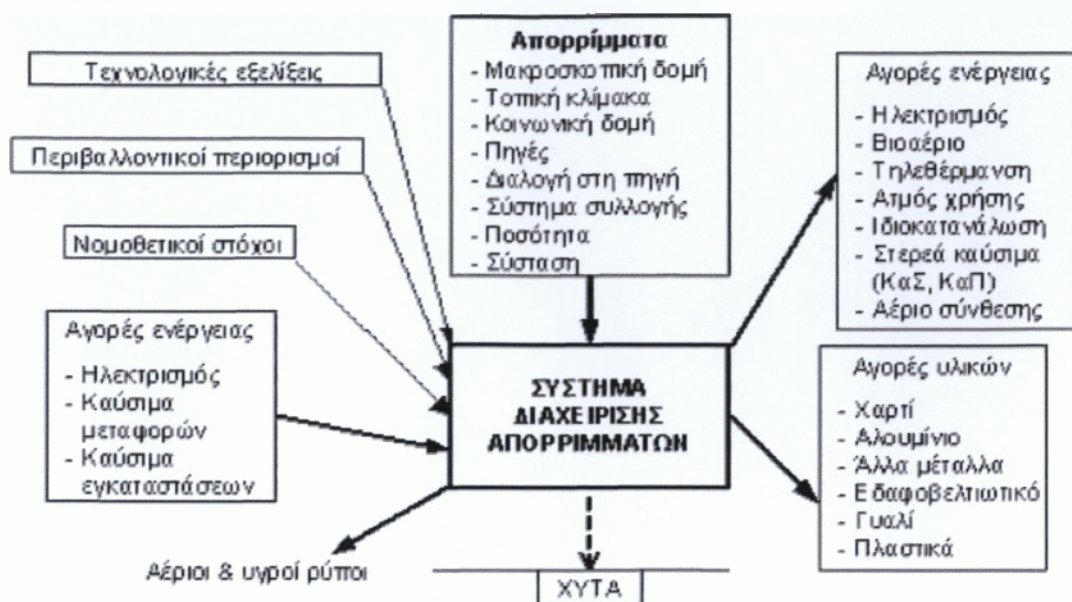 Απορρίμματα
- Μακροσκοπική δομή
- Τοπική κλίμακα
- Κοινωνική δομή
- Πηγές
- Διαλογή στη πηγή
- Σύστημα συλλογής
- Ποσότητα
- Σύσταση
Τεχνολογικές εξελίξεις
Περιβαλλοντικοί περιορισμοί
Νομοθετικοί στόχοι
Αγορές ενέργειας
- Ηλεκτρισμός
- Καύσιμα
μεταφορών
- Καύσιμα
εγκαταστάσεων
ΣΥΣΤΗΜΑ
ΔΙΑΧΕΙΡΙΣΗΣ
ΑΠΟΡΡΙΜΜΑΤΩΝ
Αγορές ενέργειας
- Ηλεκτρισμός
- Βιοαέριο
- Τηλεθέρμανση
- Ατμός χρήσης
- Ιδιοκατανάλωση
- Στερεά καύσιμα
(ΚαΣ, ΚαΠ)
- Αέριο σύνθεσης
Αγορές υλικών
- Χαρτί
- Αλουμίνιο
- Άλλα μέταλλα
- Εδαφοβελτιωτικό
- Γυαλί
- Πλαστικά
Αέριοι & υγροί ρύποι
ΧΥΤΑ